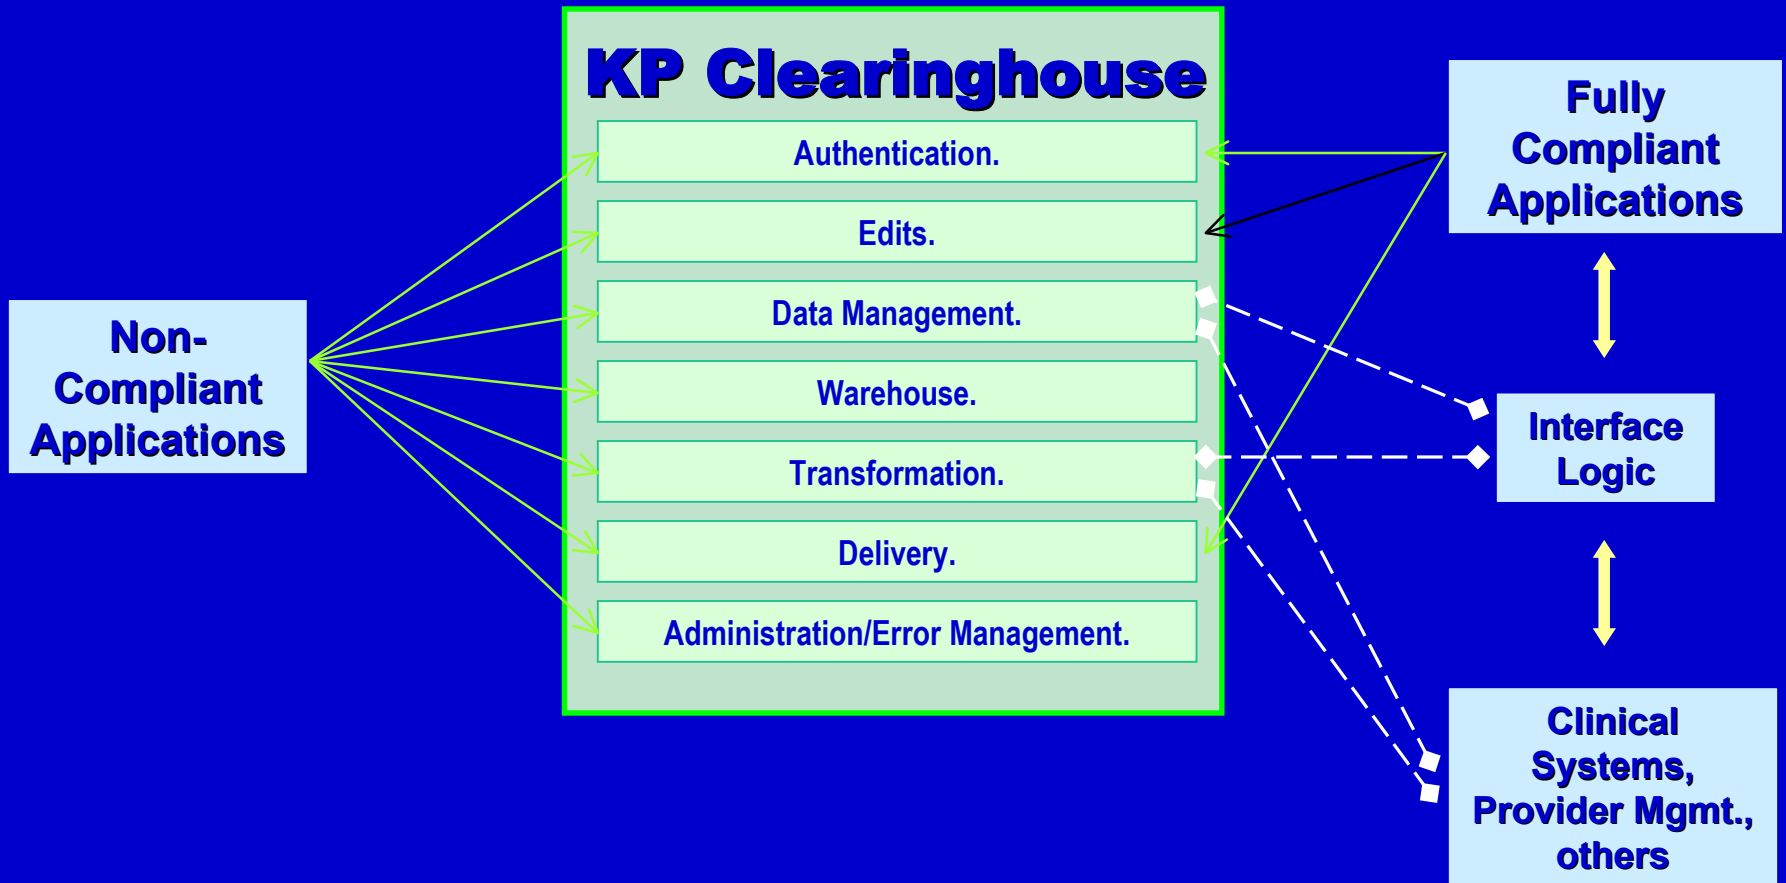 KP Clearinghouse
Authentication.
Edits.
Data Management.
Warehouse.
Transformation.
Delivery.
Administration/Error Management.
Non-
Compliant
Applications
Fully
Compliant
Applications
Interface
Logic
Clinical
Systems,
Provider Mgmt.,
others